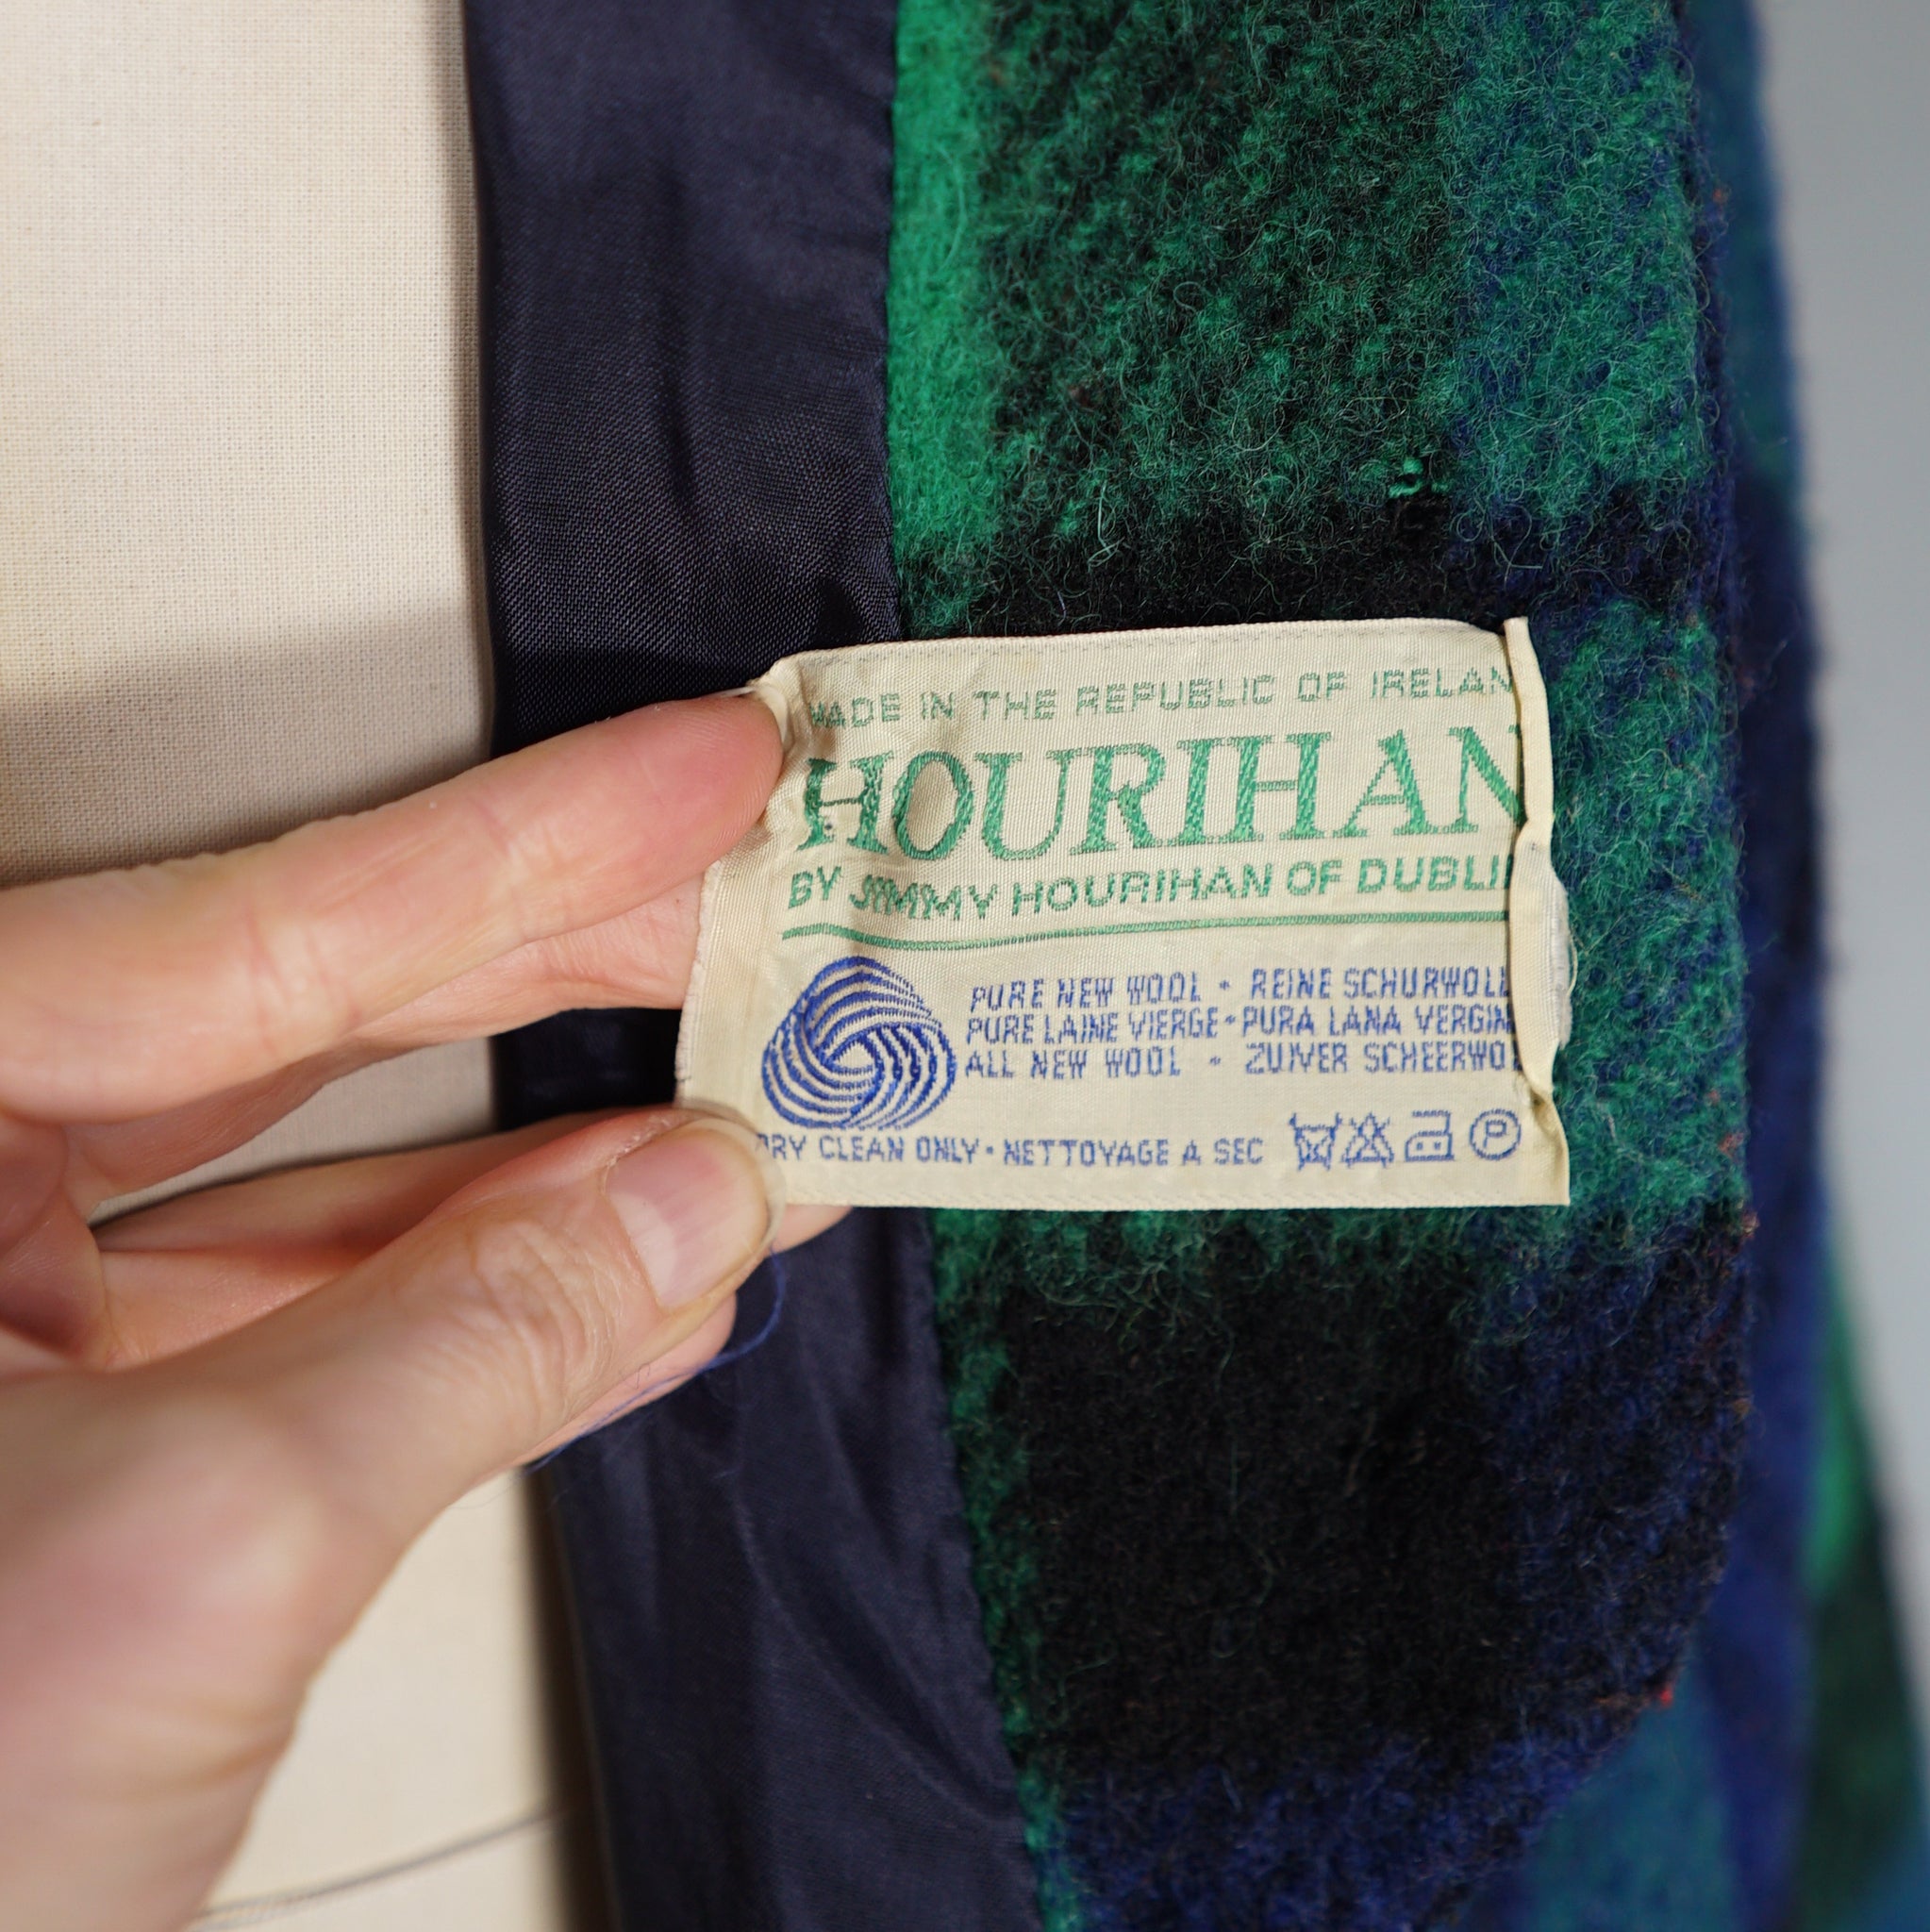 MADE IN THE REPUBLIC OF IRELAN
HOURIHAN
BY JIMMY HOURIHAN OF DUBLI
PURE NEW WOOL • REINE SCHURWOLL
PURE LAINE VIERGE • PURA LANA VERGIN
ALL NEW WOOL • ZUIVER SCHEERWO
DRY CLEAN ONLY • NETTOYAGE A SEC P